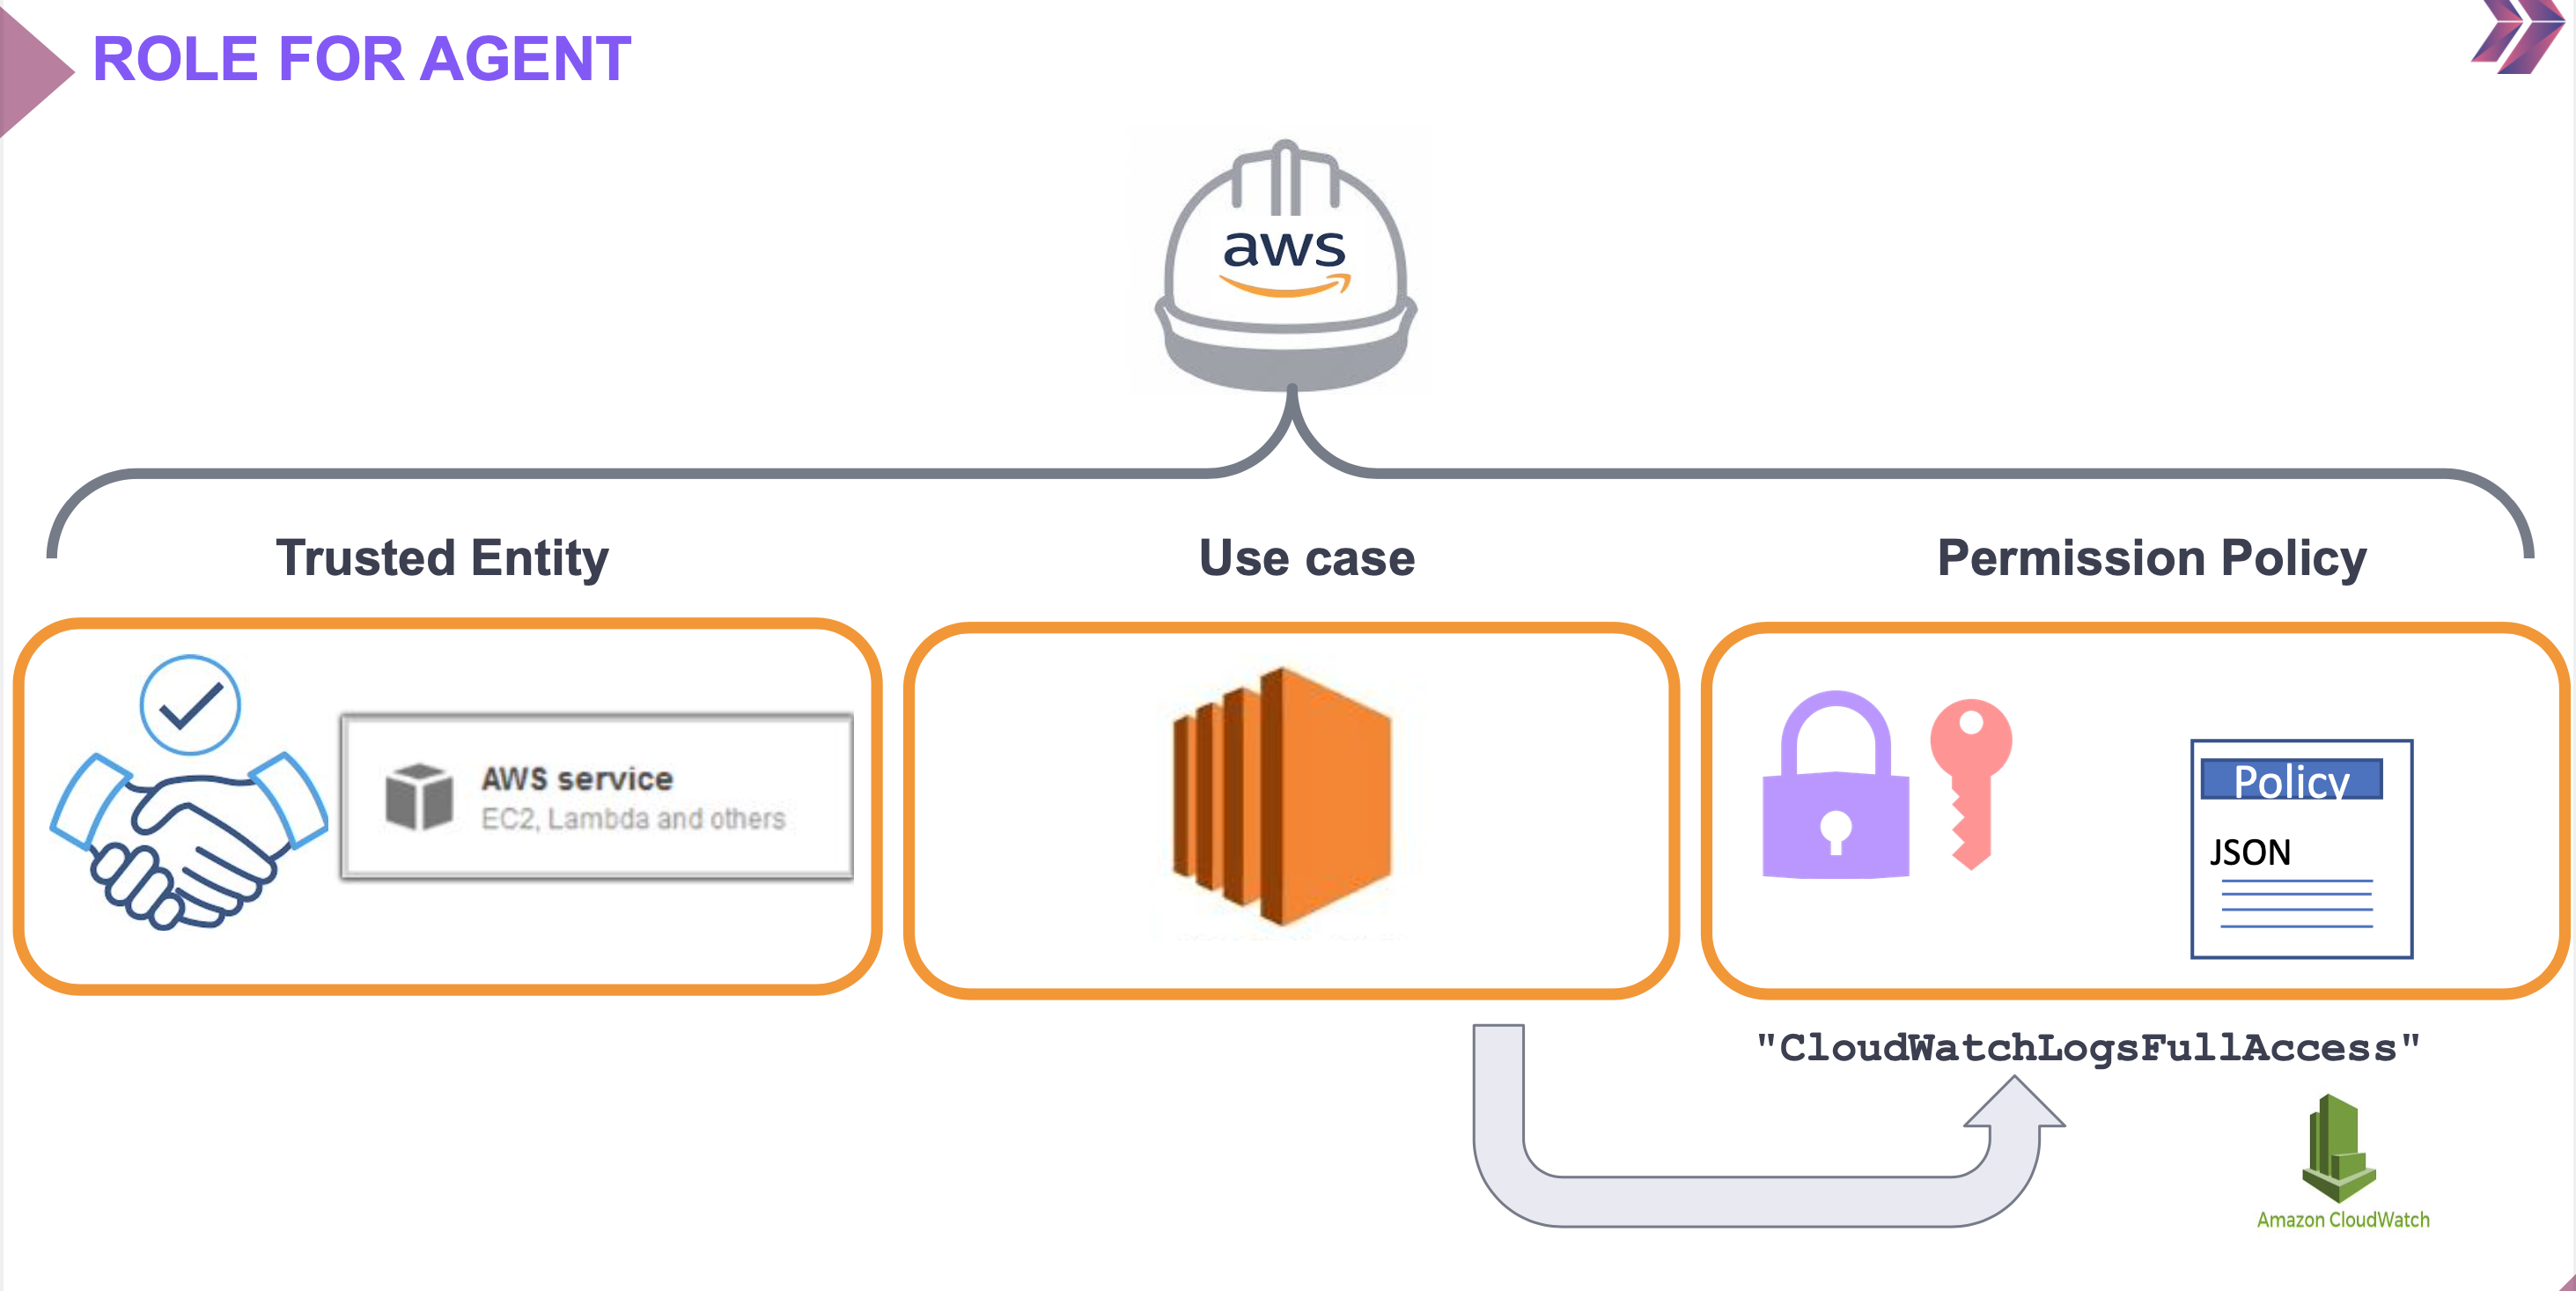 ROLE FOR AGENT
aws
Trusted Entity
Use case
Permission Policy
AWS service
EC2, Lambda and others
Policy
JSON
"CloudWatchLogsFullAccess"
Amazon CloudWatch